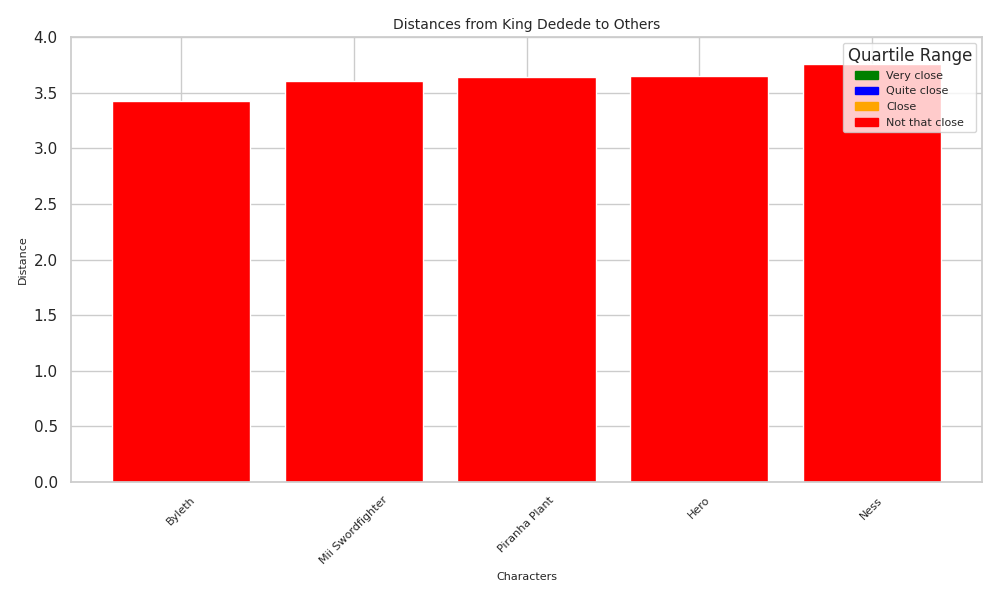 Distances from King Dedede to Others
4.0
3.5
3.0
2.5
2.0
1.5
1.0
0.5
0.0
Distance
Quartile Range
Very close
Quite close
Close
Not that close
Byleth
Mii Swordfighter
Piranha Plant
Hero
Ness
Characters